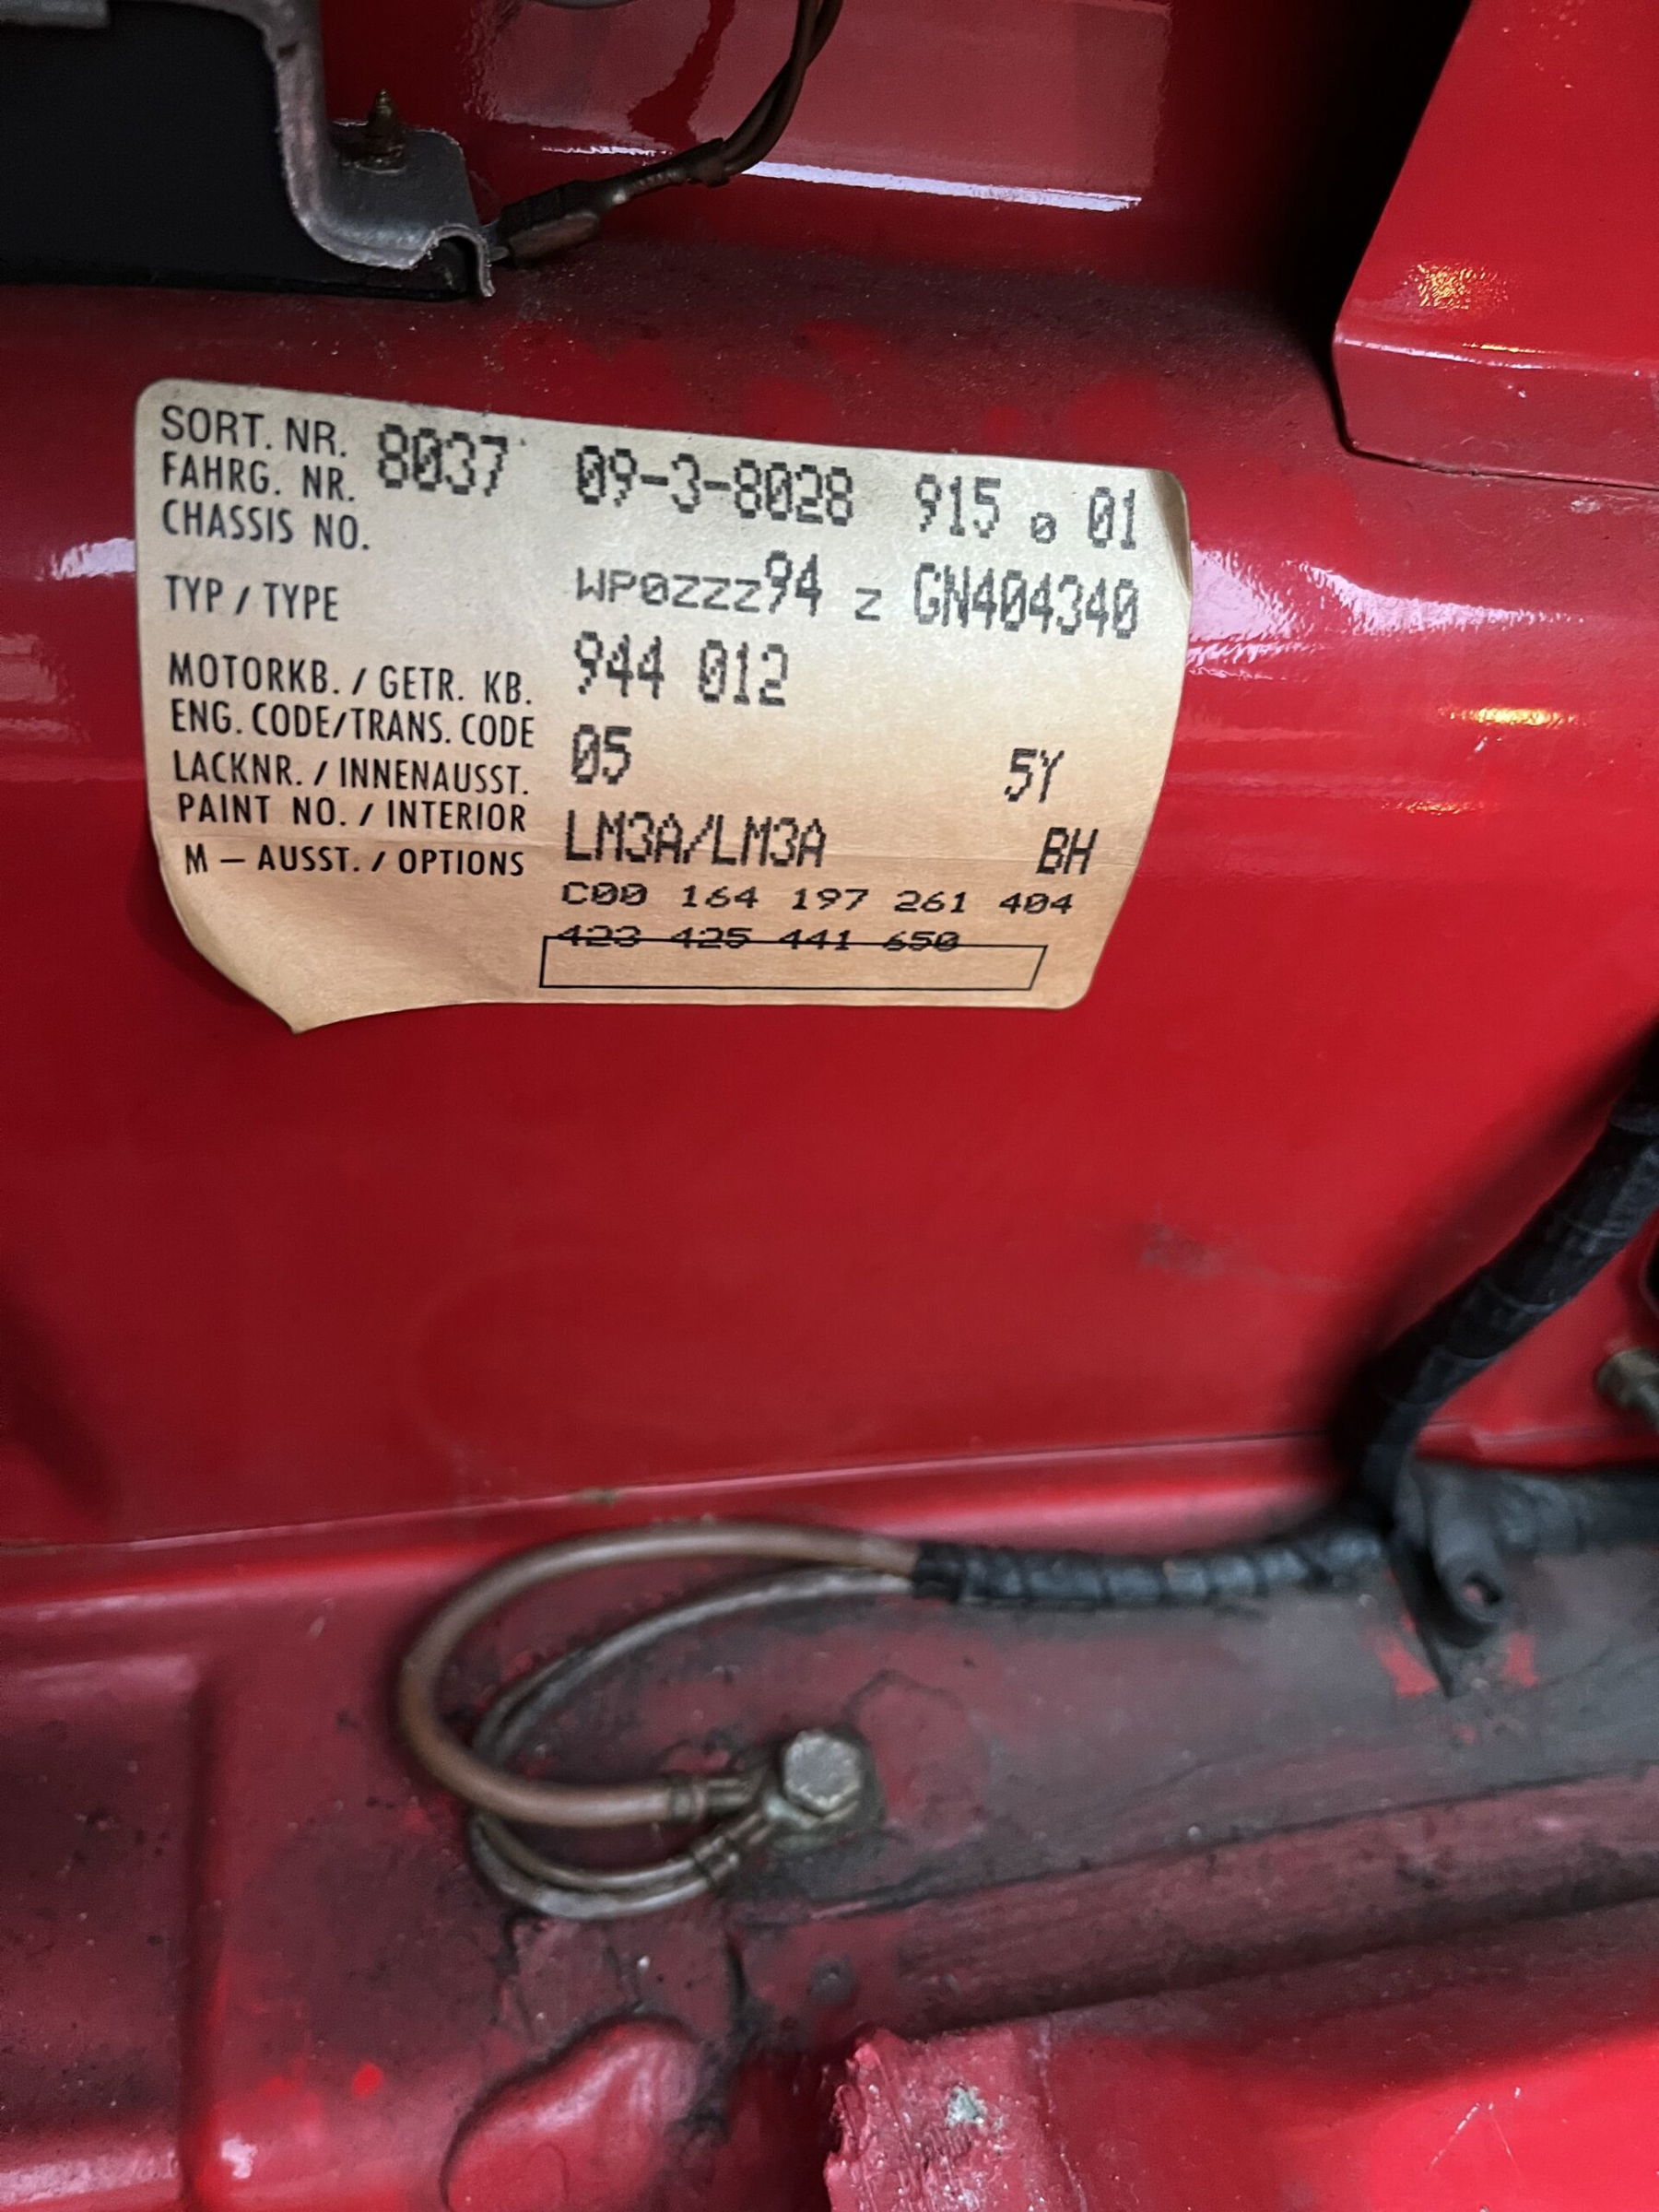 SORT. NR.
FAHRG. NR.
CHASSIS NO.
8037 09-3-8028 915 0 01
TYP / TYPE
WP0ZZZ94 Z GN404340
MOTORKB. / GETR. KB.
ENG. CODE/TRANS. CODE
944 012
LACKNR. / INNENAUSST.
PAINT NO. / INTERIOR
05 5Y
M – AUSST. / OPTIONS
LM3A/LM3A BH
C00 164 197 261 404
423 425 441 650